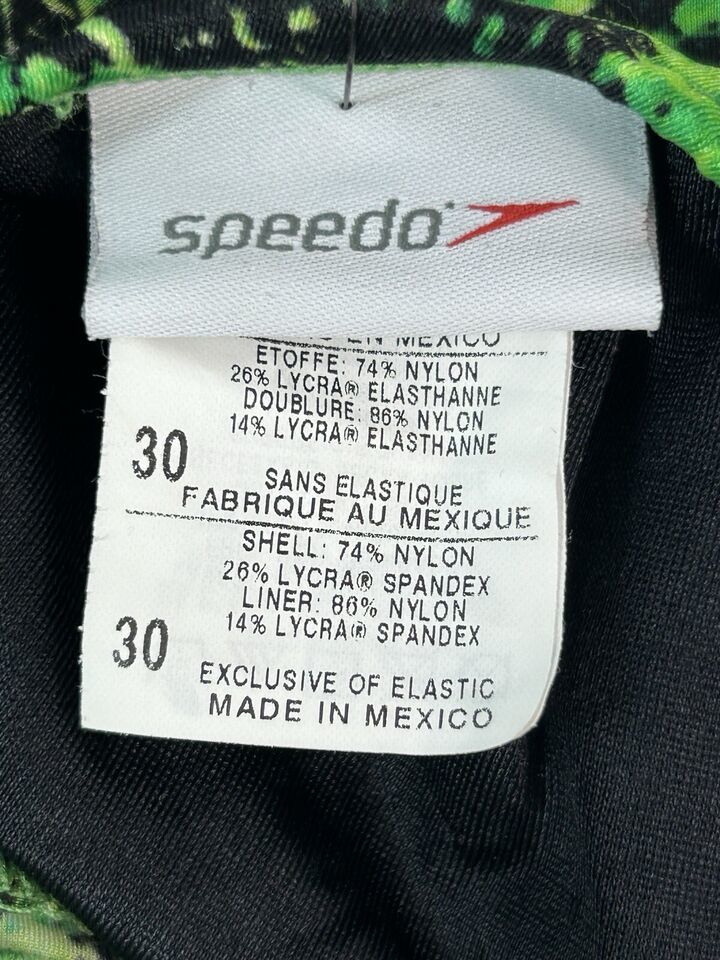 speedo
EN MEXICO
ETOFFE: 74% NYLON
26% LYCRA® ELASTHANNE
DOUBLURE: 86% NYLON
14% LYCRA® ELASTHANNE
30
SANS ELASTIQUE
FABRIQUE AU MEXIQUE
SHELL: 74% NYLON
26% LYCRA® SPANDEX
LINER: 86% NYLON
14% LYCRA® SPANDEX
30
EXCLUSIVE OF ELASTIC
MADE IN MEXICO